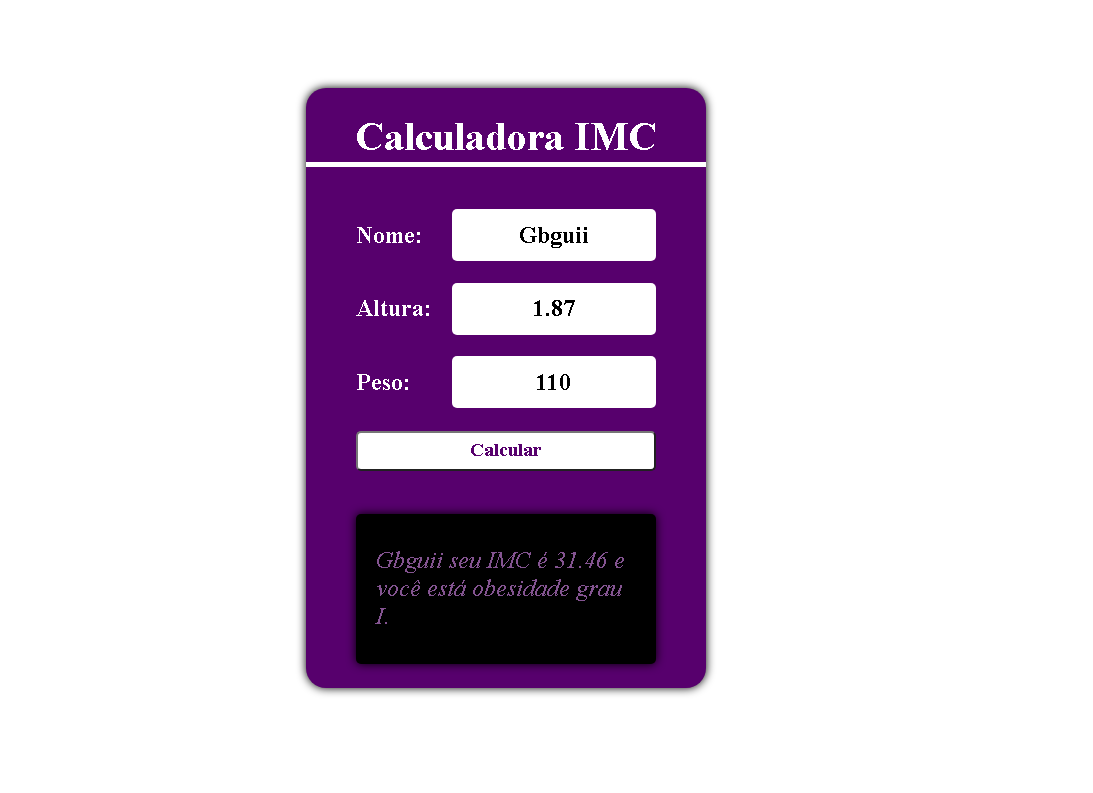 Calculadora IMC
Nome: Gbguii
Altura: 1.87
Peso: 110
Calcular
Gbguii seu IMC é 31.46 e
você está obesidade grau
I.